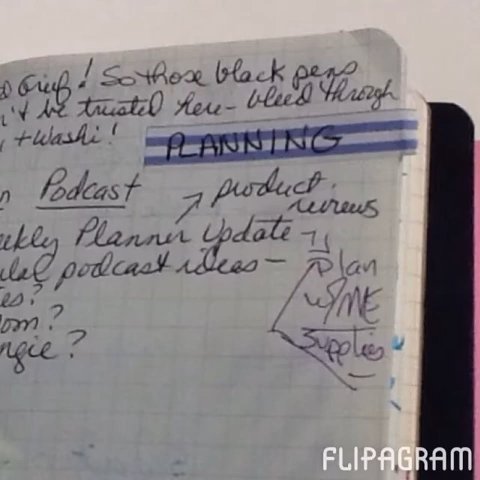 Grief! So those black pens
be trusted here - bleed through
+ Washi!
PLANNING
Podcast
product
reviews
Weekly Planner Update
podcast ideas -
Plan
w/ME
Supplies
FLIPAGRAM